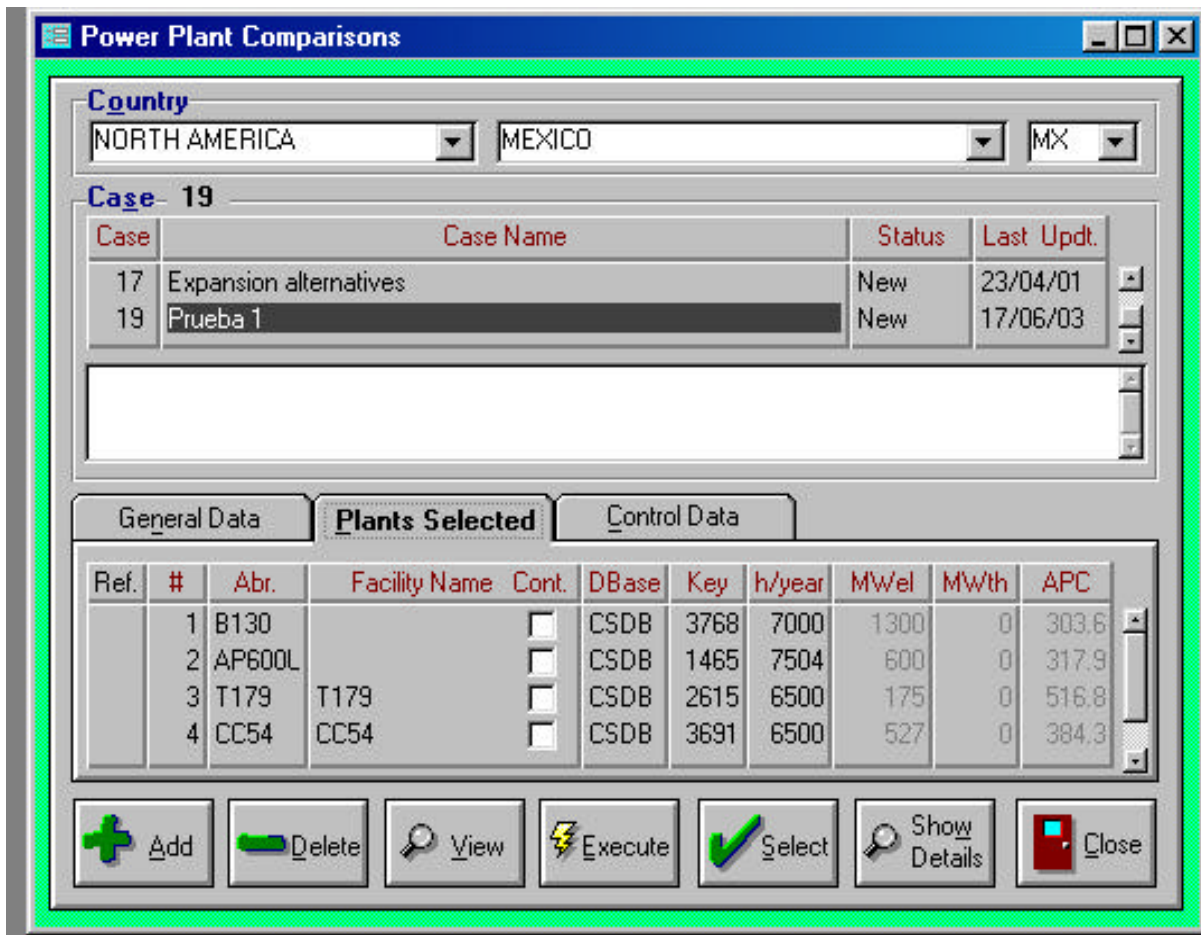 Power Plant Comparisons
Country
NORTH AMERICA MEXICO MX
Case 19
Case Case Name Status Last Updt.
17 Expansion alternatives New 23/04/01
19 Prueba 1 New 17/06/03
General Data Plants Selected Control Data
Ref. # Abr. Facility Name Cont. DBase Key h/year MWel MWth APC
1 B130 CSDB 3768 7000 1300 0 303.6
2 AP600L CSDB 1465 7504 600 0 317.9
3 T179 T179 CSDB 2615 6500 175 0 516.8
4 CC54 CC54 CSDB 3691 6500 527 0 384.3
Add Delete View Execute Select Show Details Close